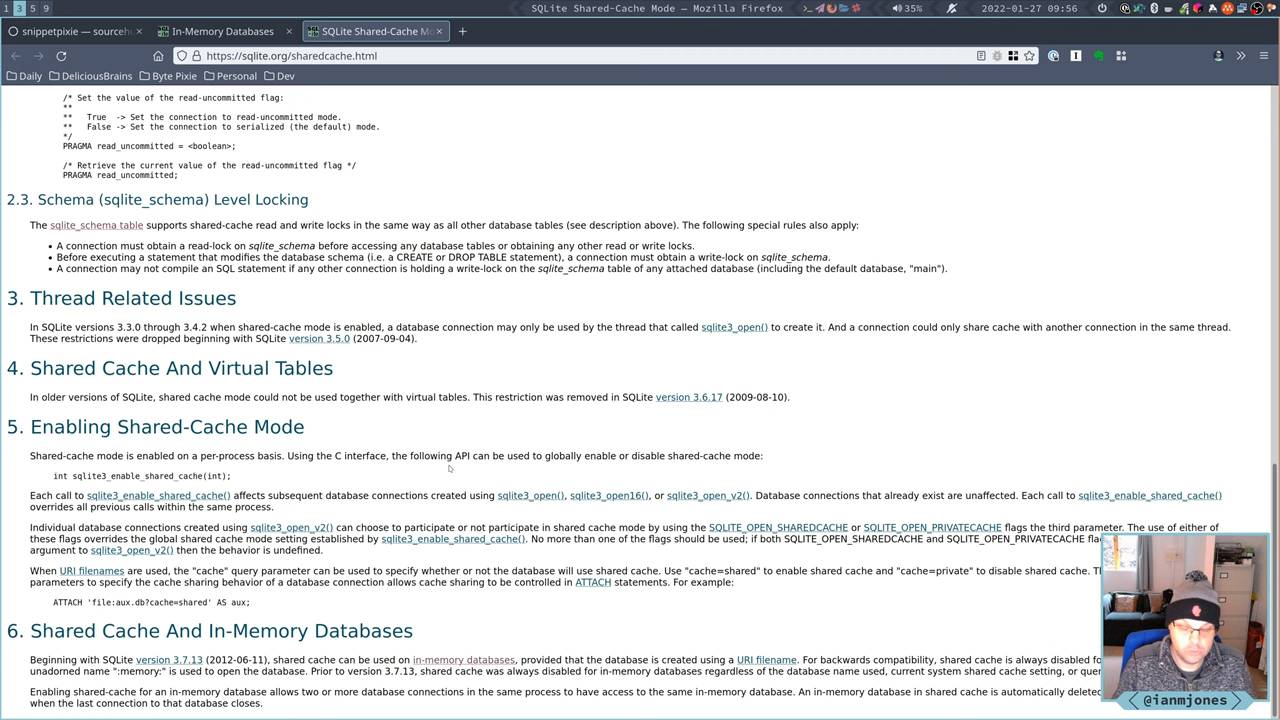 1 3 5 9
SQLite Shared-Cache Mode — Mozilla Firefox
35%
2022-01-27 09:56
snippetpixie — sourceh
In-Memory Databases
SQLite Shared-Cache Mo
https://sqlite.org/sharedcache.html
Daily DeliciousBrains Byte Pixie Personal Dev
/* Set the value of the read-uncommitted flag:
**
** True -> Set the connection to read-uncommitted mode.
** False -> Set the connection to serialized (the default) mode.
*/
PRAGMA read_uncommitted = <boolean>;
/* Retrieve the current value of the read-uncommitted flag */
PRAGMA read_uncommitted;
2.3. Schema (sqlite_schema) Level Locking
The sqlite_schema table supports shared-cache read and write locks in the same way as all other database tables (see description above). The following special rules also apply:
• A connection must obtain a read-lock on sqlite_schema before accessing any database tables or obtaining any other read or write locks.
• Before executing a statement that modifies the database schema (i.e. a CREATE or DROP TABLE statement), a connection must obtain a write-lock on sqlite_schema.
• A connection may not compile an SQL statement if any other connection is holding a write-lock on the sqlite_schema table of any attached database (including the default database, "main").
3. Thread Related Issues
In SQLite versions 3.3.0 through 3.4.2 when shared-cache mode is enabled, a database connection may only be used by the thread that called sqlite3_open() to create it. And a connection could only share cache with another connection in the same thread.
These restrictions were dropped beginning with SQLite version 3.5.0 (2007-09-04).
4. Shared Cache And Virtual Tables
In older versions of SQLite, shared cache mode could not be used together with virtual tables. This restriction was removed in SQLite version 3.6.17 (2009-08-10).
5. Enabling Shared-Cache Mode
Shared-cache mode is enabled on a per-process basis. Using the C interface, the following API can be used to globally enable or disable shared-cache mode:
int sqlite3_enable_shared_cache(int);
Each call to sqlite3_enable_shared_cache() affects subsequent database connections created using sqlite3_open(), sqlite3_open16(), or sqlite3_open_v2(). Database connections that already exist are unaffected. Each call to sqlite3_enable_shared_cache()
overrides all previous calls within the same process.
Individual database connections created using sqlite3_open_v2() can choose to participate or not participate in shared cache mode by using the SQLITE_OPEN_SHAREDCACHE or SQLITE_OPEN_PRIVATECACHE flags the third parameter. The use of either of
these flags overrides the global shared cache mode setting established by sqlite3_enable_shared_cache(). No more than one of the flags should be used; if both SQLITE_OPEN_SHAREDCACHE and SQLITE_OPEN_PRIVATECACHE fla
argument to sqlite3_open_v2() then the behavior is undefined.
When URI filenames are used, the "cache" query parameter can be used to specify whether or not the database will use shared cache. Use "cache=shared" to enable shared cache and "cache=private" to disable shared cache.
parameters to specify the cache sharing behavior of a database connection allows cache sharing to be controlled in ATTACH statements. For example:
ATTACH 'file:aux.db?cache=shared' AS aux;
6. Shared Cache And In-Memory Databases
Beginning with SQLite version 3.7.13 (2012-06-11), shared cache can be used on in-memory databases, provided that the database is created using a URI filename. For backwards compatibility, shared cache is always disabled fo
unadorned name ":memory:" is used to open the database. Prior to version 3.7.13, shared cache was always disabled for in-memory databases regardless of the database name used, current system shared cache setting, or que
Enabling shared-cache for an in-memory database allows two or more database connections in the same process to have access to the same in-memory database. An in-memory database in shared cache is automatically deleted
when the last connection to that database closes.
@ianmjones